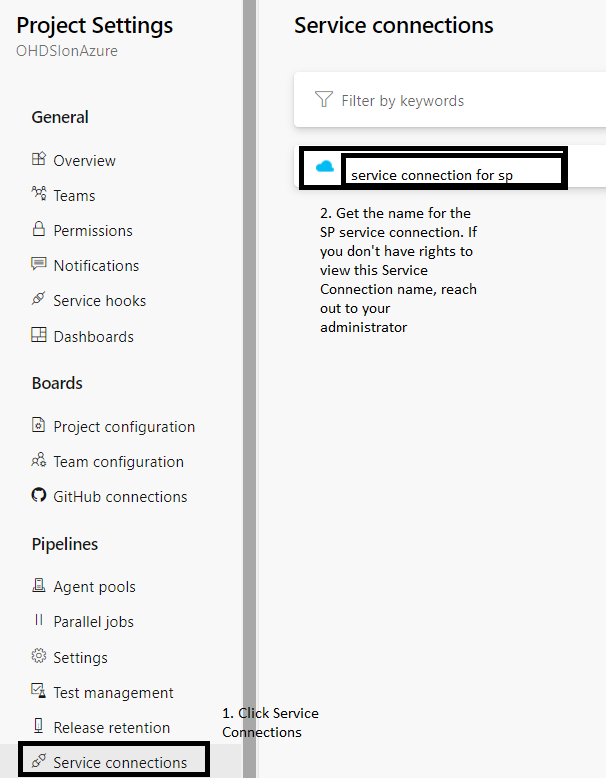 Project Settings
OHDSIonAzure
General
Overview
Teams
Permissions
Notifications
Service hooks
Dashboards
Boards
Project configuration
Team configuration
GitHub connections
Pipelines
Agent pools
Parallel jobs
Settings
Test management
Release retention
Service connections
1. Click Service
Connections
Service connections
Filter by keywords
service connection for sp
2. Get the name for the
SP service connection. If
you don't have rights to
view this Service
Connection name, reach
out to your
administrator